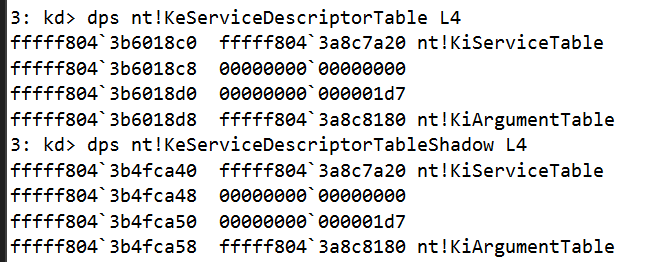 3: kd> dps nt!KeServiceDescriptorTable L4
fffff804`3b6018c0  fffff804`3a8c7a20 nt!KiServiceTable
fffff804`3b6018c8  00000000`00000000
fffff804`3b6018d0  00000000`000001d7
fffff804`3b6018d8  fffff804`3a8c8180 nt!KiArgumentTable
3: kd> dps nt!KeServiceDescriptorTableShadow L4
fffff804`3b4fca40  fffff804`3a8c7a20 nt!KiServiceTable
fffff804`3b4fca48  00000000`00000000
fffff804`3b4fca50  00000000`000001d7
fffff804`3b4fca58  fffff804`3a8c8180 nt!KiArgumentTable